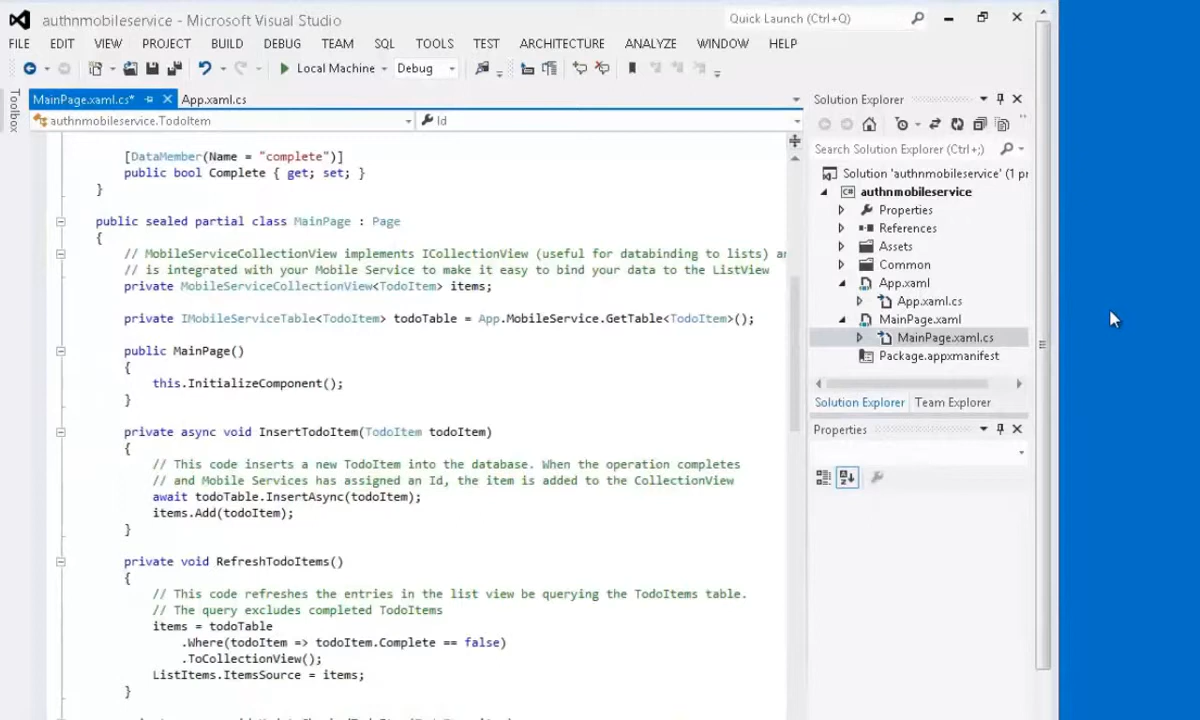 authnmobileservice - Microsoft Visual Studio
Quick Launch (Ctrl+Q)
FILE EDIT VIEW PROJECT BUILD DEBUG TEAM SQL TOOLS TEST ARCHITECTURE ANALYZE WINDOW HELP
Local Machine Debug
Toolbox
MainPage.xaml.cs* App.xaml.cs
authnmobileservice.TodoItem Id
[DataMember(Name = "complete")]
public bool Complete { get; set; }
}
public sealed partial class MainPage : Page
{
// MobileServiceCollectionView implements ICollectionView (useful for databinding to lists) a
// is integrated with your Mobile Service to make it easy to bind your data to the ListView
private MobileServiceCollectionView<TodoItem> items;
private IMobileServiceTable<TodoItem> todoTable = App.MobileService.GetTable<TodoItem>();
public MainPage()
{
this.InitializeComponent();
}
private async void InsertTodoItem(TodoItem todoItem)
{
// This code inserts a new TodoItem into the database. When the operation completes
// and Mobile Services has assigned an Id, the item is added to the CollectionView
await todoTable.InsertAsync(todoItem);
items.Add(todoItem);
}
private void RefreshTodoItems()
{
// This code refreshes the entries in the list view be querying the TodoItems table.
// The query excludes completed TodoItems
items = todoTable
.Where(todoItem => todoItem.Complete == false)
.ToCollectionView();
ListItems.ItemsSource = items;
}
Solution Explorer
Search Solution Explorer (Ctrl+;)
Solution 'authnmobileservice' (1 pr
authnmobileservice
Properties
References
Assets
Common
App.xaml
App.xaml.cs
MainPage.xaml
MainPage.xaml.cs
Package.appxmanifest
Solution Explorer Team Explorer
Properties